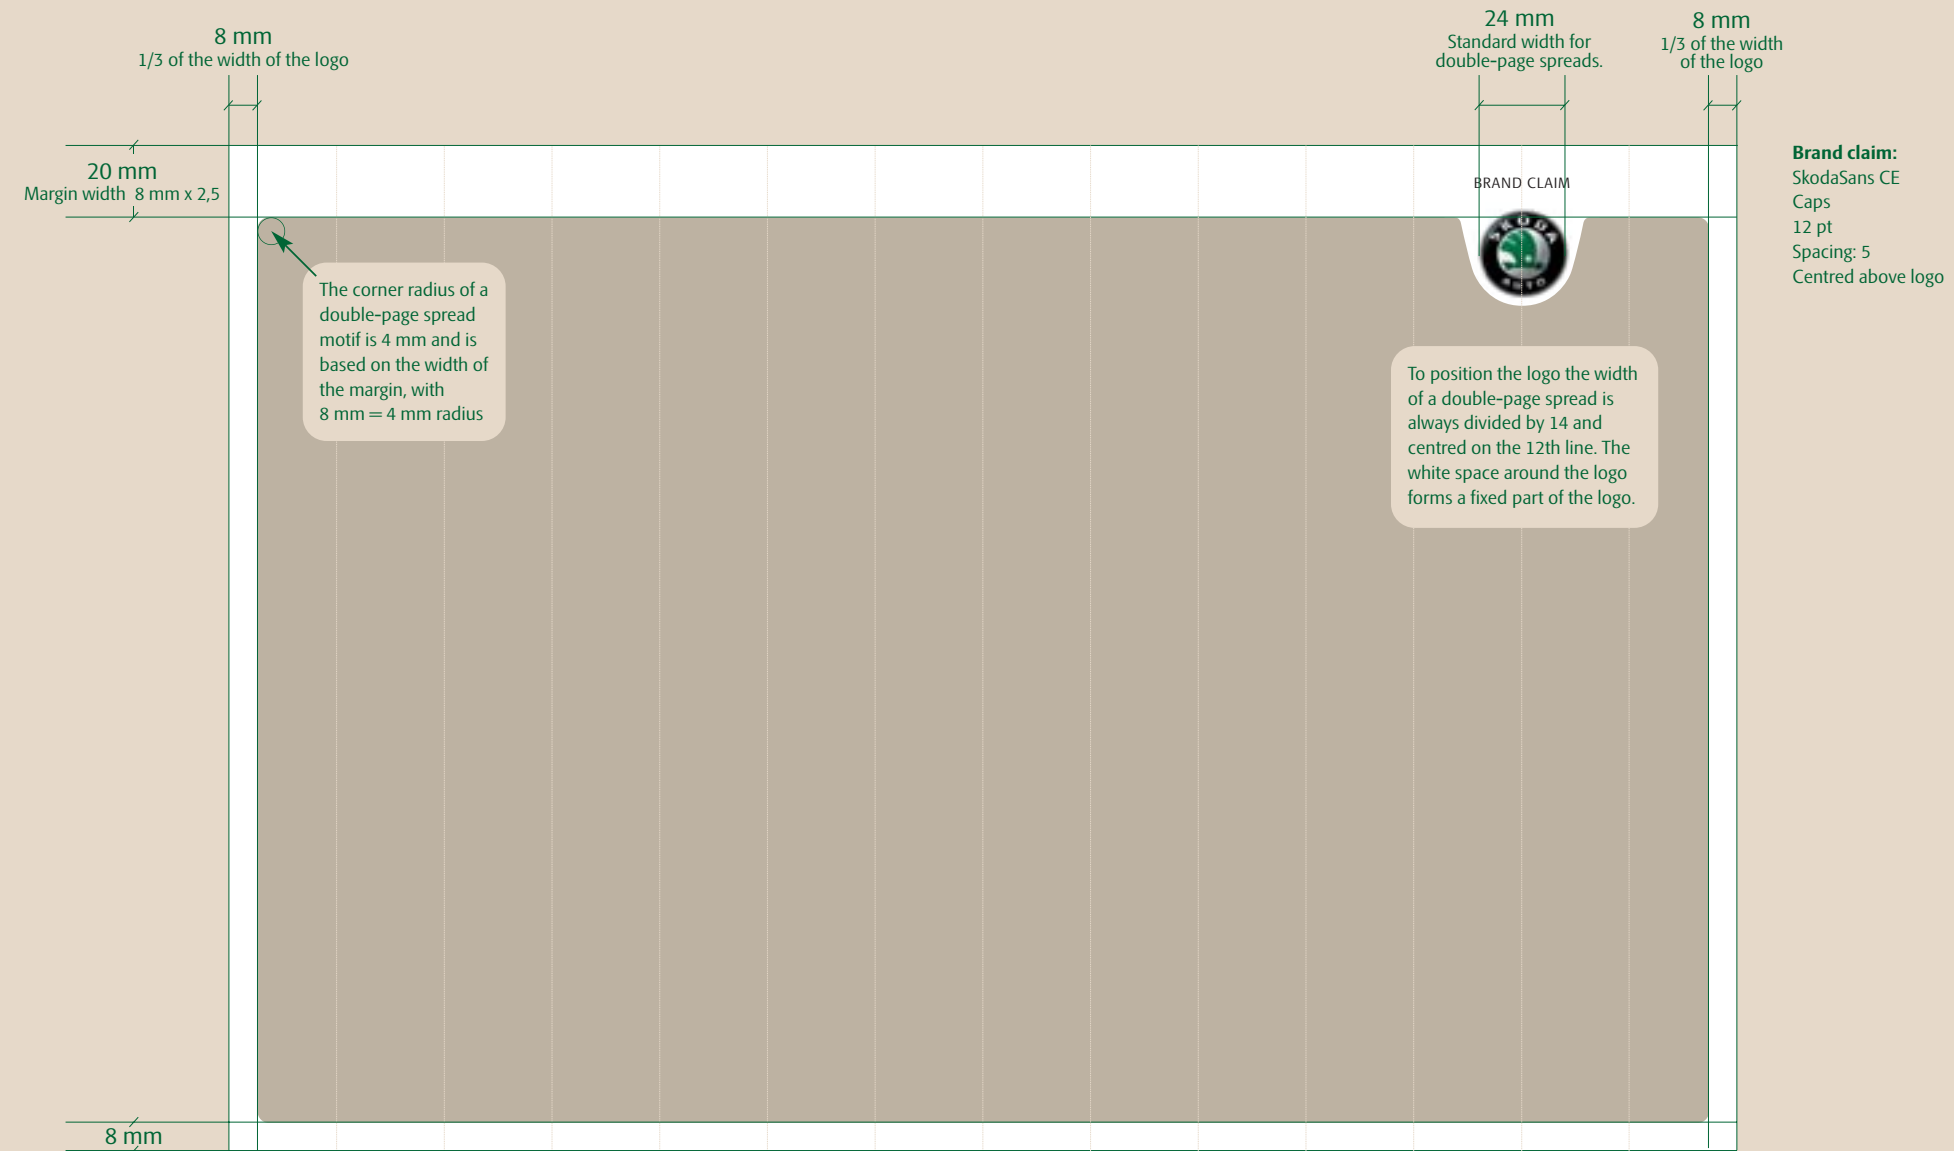 8 mm
1/3 of the width of the logo
24 mm
Standard width for
double-page spreads.
8 mm
1/3 of the width
of the logo
20 mm
Margin width  8 mm x 2,5
BRAND CLAIM
ŠKODA
AUTO
Brand claim:
SkodaSans CE
Caps
12 pt
Spacing: 5
Centred above logo
The corner radius of a
double-page spread
motif is 4 mm and is
based on the width of
the margin, with
8 mm = 4 mm radius
To position the logo the width
of a double-page spread is
always divided by 14 and
centred on the 12th line. The
white space around the logo
forms a fixed part of the logo.
8 mm